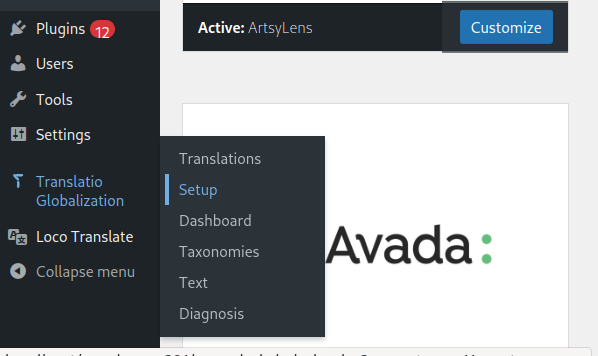 Plugins 12
Users
Tools
Settings
Translatio
Globalization
Loco Translate
Collapse menu
Translations
Setup
Dashboard
Taxonomies
Text
Diagnosis
Active: ArtsyLens
Customize
Avada: